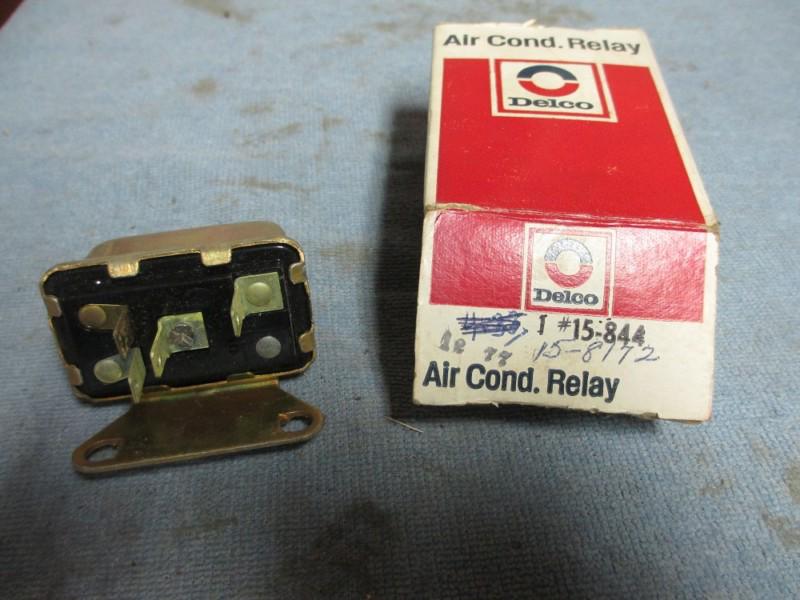 Air Cond. Relay
Delco
Delco
1 #15-844
15-8172
Air Cond. Relay